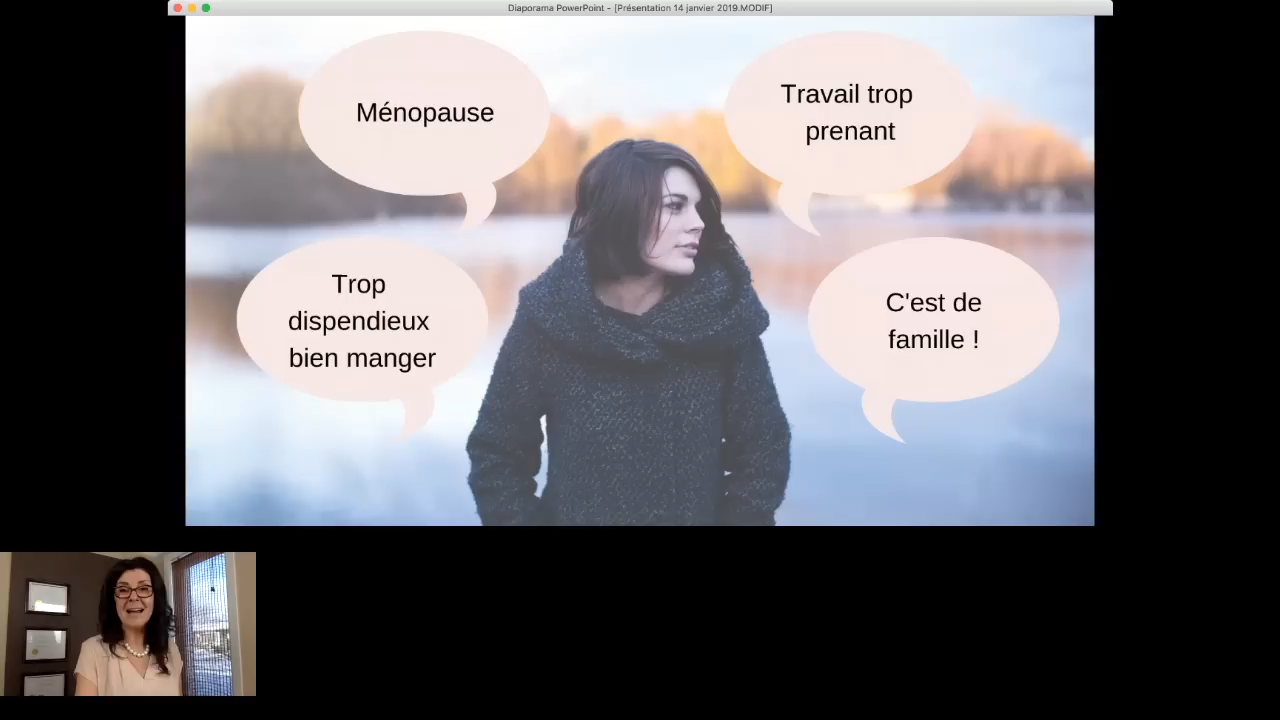 Diaporama PowerPoint - [Présentation 14 janvier 2019.MODIF]
Ménopause
Travail trop
prenant
Trop
dispendieux
bien manger
C'est de
famille !